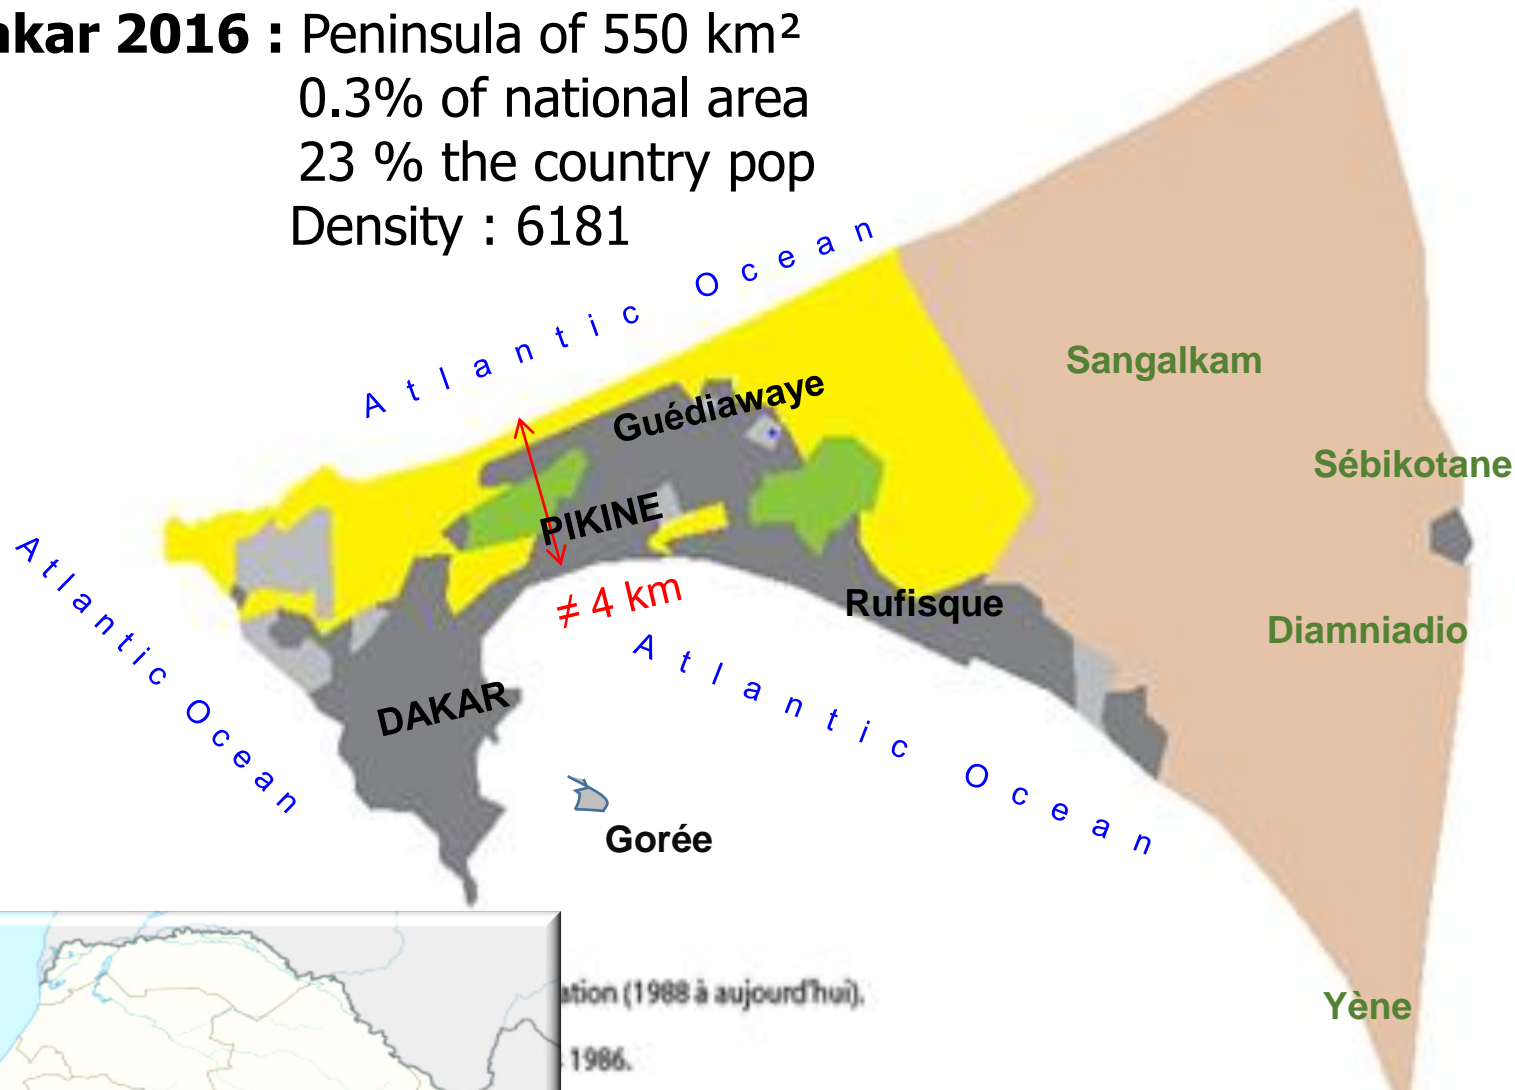 akar 2016 : Peninsula of 550 km²
0.3% of national area
23 % the country pop
Density : 6181
Atlantic Ocean
Sangalkam
Guédiawaye
Sébikotane
PIKINE
Atlantic Ocean
≠ 4 km
Rufisque
Diamniadio
Atlantic Ocean
DAKAR
Gorée
ation (1988 à aujourd'hui).
Yène
1986.